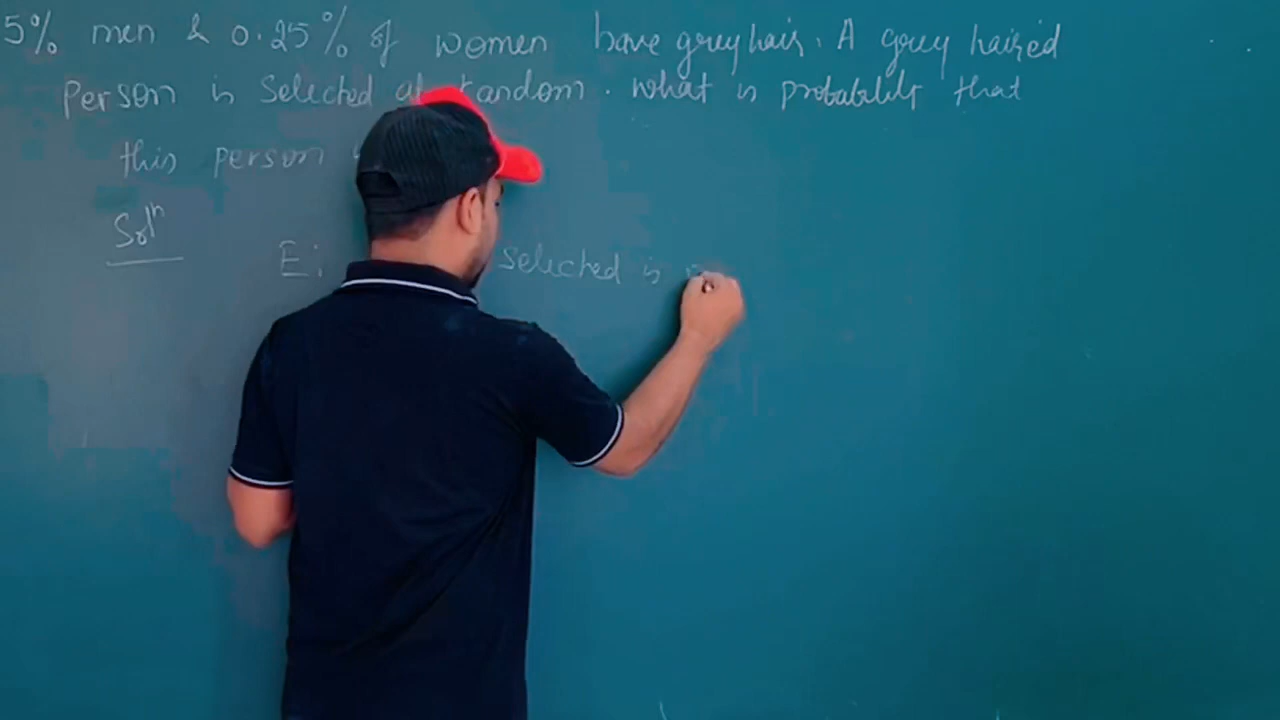 5% men & 0.25% of women have grey hair. A grey haired
person is selected at random. what is probability that
this person
Solⁿ
E: selected is